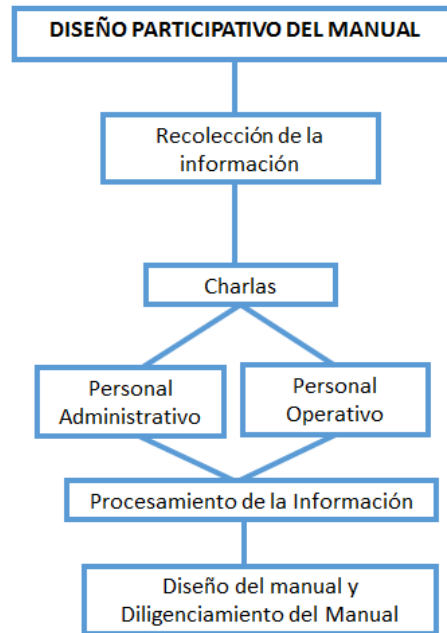 DISEÑO PARTICIPATIVO DEL MANUAL
Recolección de la
información
Charlas
Personal
Administrativo
Personal
Operativo
Procesamiento de la Información
Diseño del manual y
Diligenciamiento del Manual